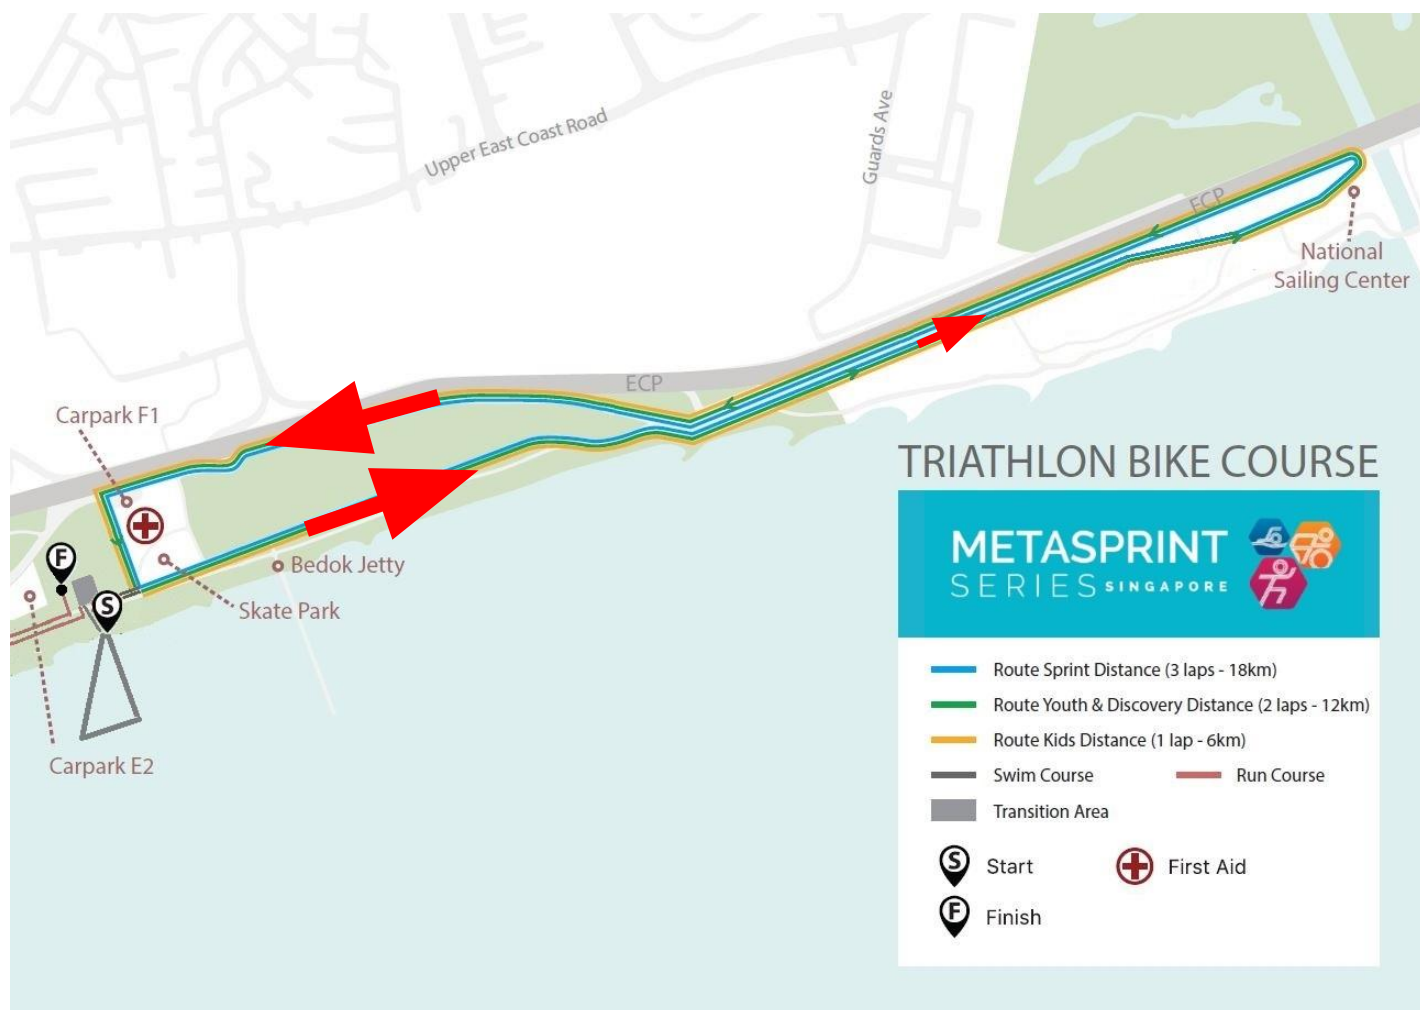 Upper East Coast Road
Guards Ave
ECP
National
Sailing Center
ECP
Carpark F1
F
S
Bedok Jetty
Skate Park
Carpark E2
TRIATHLON BIKE COURSE
METASPRINT
SERIES SINGAPORE
Route Sprint Distance (3 laps - 18km)
Route Youth & Discovery Distance (2 laps - 12km)
Route Kids Distance (1 lap - 6km)
Swim Course
Run Course
Transition Area
S
Start
First Aid
F
Finish